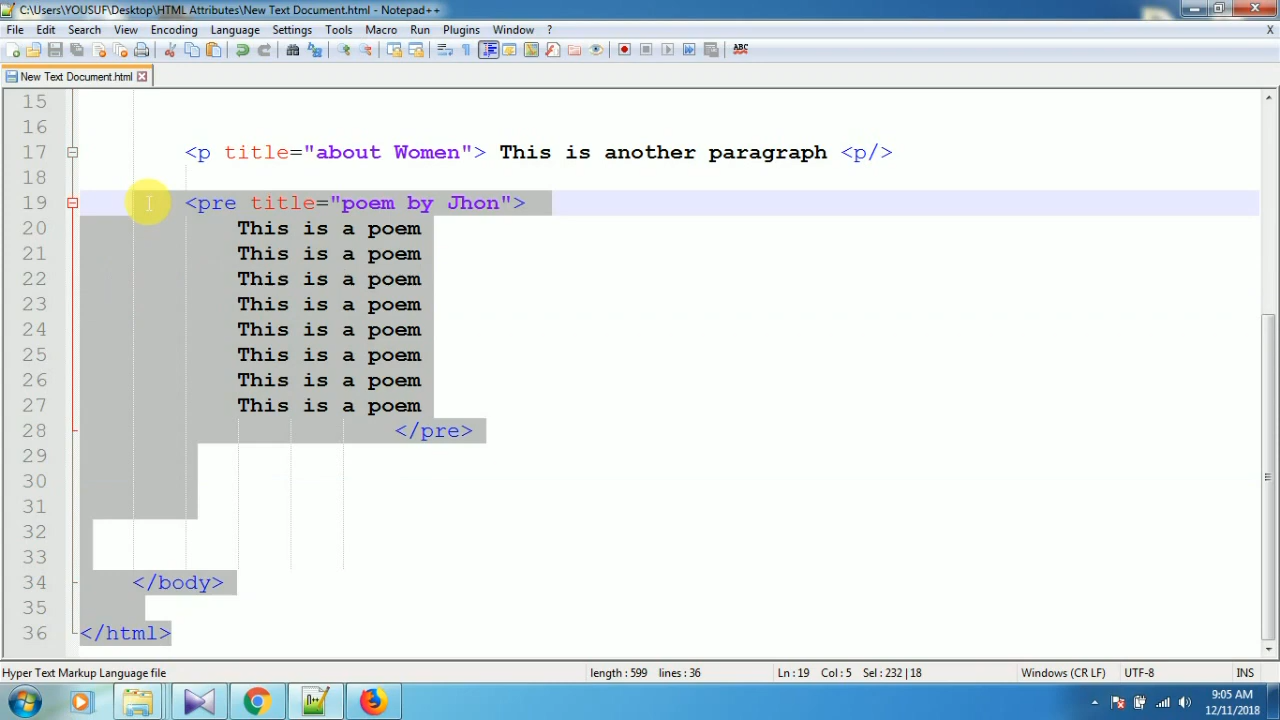 C:\Users\YOUSUF\Desktop\HTML Attributes\New Text Document.html - Notepad++
File Edit Search View Encoding Language Settings Tools Macro Run Plugins Window ? X
ABC
New Text Document.html
15
16
17 <p title="about Women"> This is another paragraph <p/>
18
19 <pre title="poem by Jhon">
20 This is a poem
21 This is a poem
22 This is a poem
23 This is a poem
24 This is a poem
25 This is a poem
26 This is a poem
27 This is a poem
28 </pre>
29
30
31
32
33
34 </body>
35
36 </html>
Hyper Text Markup Language file length : 599 lines : 36 Ln : 19 Col : 5 Sel : 232 | 18 Windows (CR LF) UTF-8 INS
9:05 AM
12/11/2018